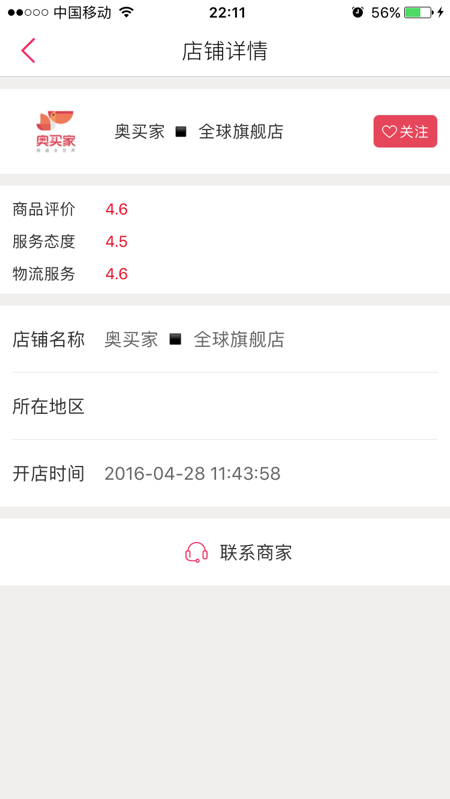 中国移动 22:11 56%
店铺详情
奥买家
奥买家 ▪ 全球旗舰店
关注
商品评价 4.6
服务态度 4.5
物流服务 4.6
店铺名称 奥买家 ▪ 全球旗舰店
所在地区
开店时间 2016-04-28 11:43:58
联系商家